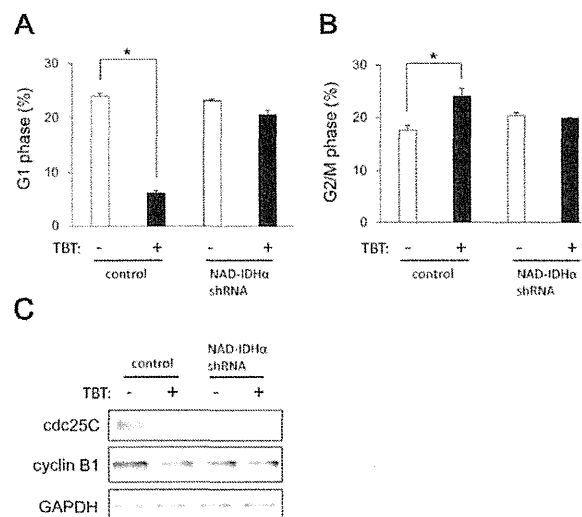 A
B
*
*
G1 phase (%)
30
20
10
0
G2/M phase (%)
30
20
10
0
TBT: - + - +
control NAD-IDHα
shRNA
TBT: - + - +
control NAD-IDHα
shRNA
C
control NAD-IDHα
shRNA
TBT: - + - +
cdc25C
cyclin B1
GAPDH